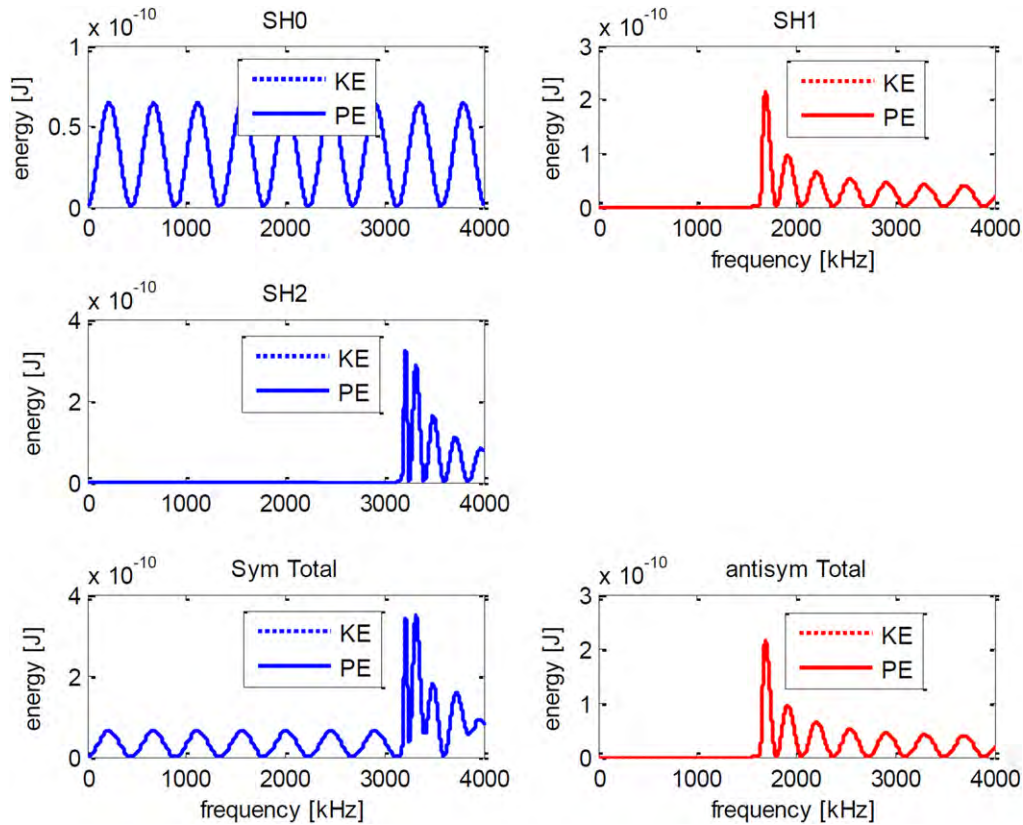 x 10-10
SH0
energy [J]
1
0.5
0
KE
PE
0 1000 2000 3000 4000
x 10-10
SH1
energy [J]
3
2
1
0
KE
PE
0 1000 2000 3000 4000
frequency [kHz]
x 10-10
SH2
energy [J]
4
2
0
KE
PE
0 1000 2000 3000 4000
x 10-10
Sym Total
energy [J]
4
2
0
KE
PE
0 1000 2000 3000 4000
frequency [kHz]
x 10-10
antisym Total
energy [J]
3
2
1
0
KE
PE
0 1000 2000 3000 4000
frequency [kHz]